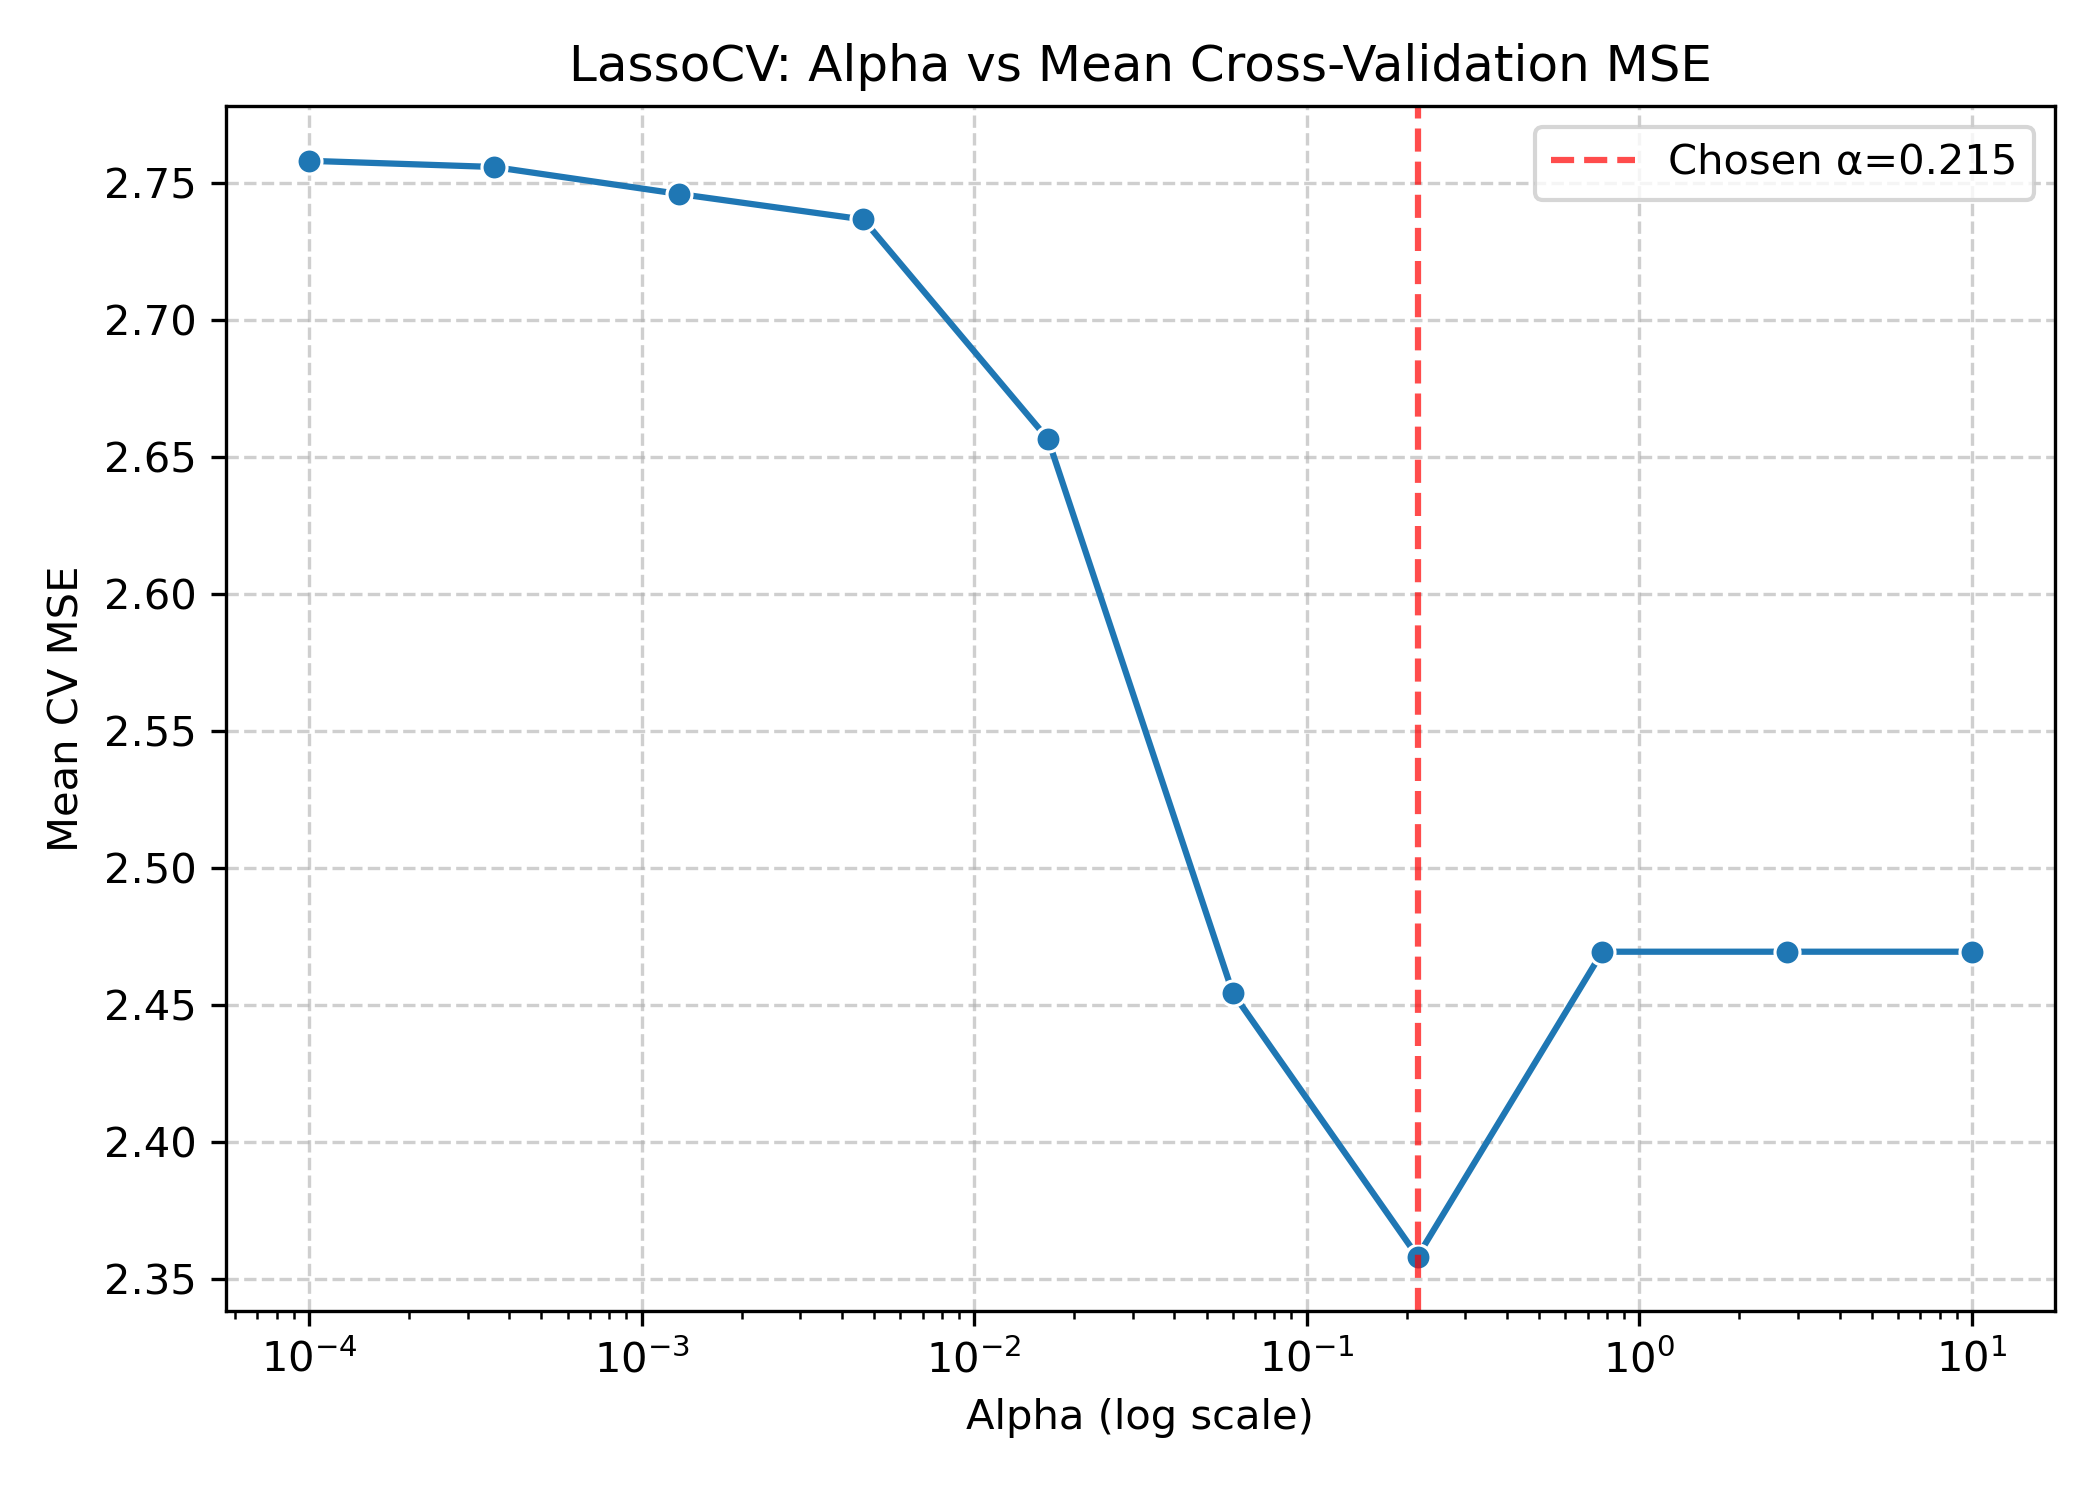 LassoCV: Alpha vs Mean Cross-Validation MSE
Chosen α=0.215
Mean CV MSE
2.75
2.70
2.65
2.60
2.55
2.50
2.45
2.40
2.35
10⁻⁴ 10⁻³ 10⁻² 10⁻¹ 10⁰ 10¹
Alpha (log scale)